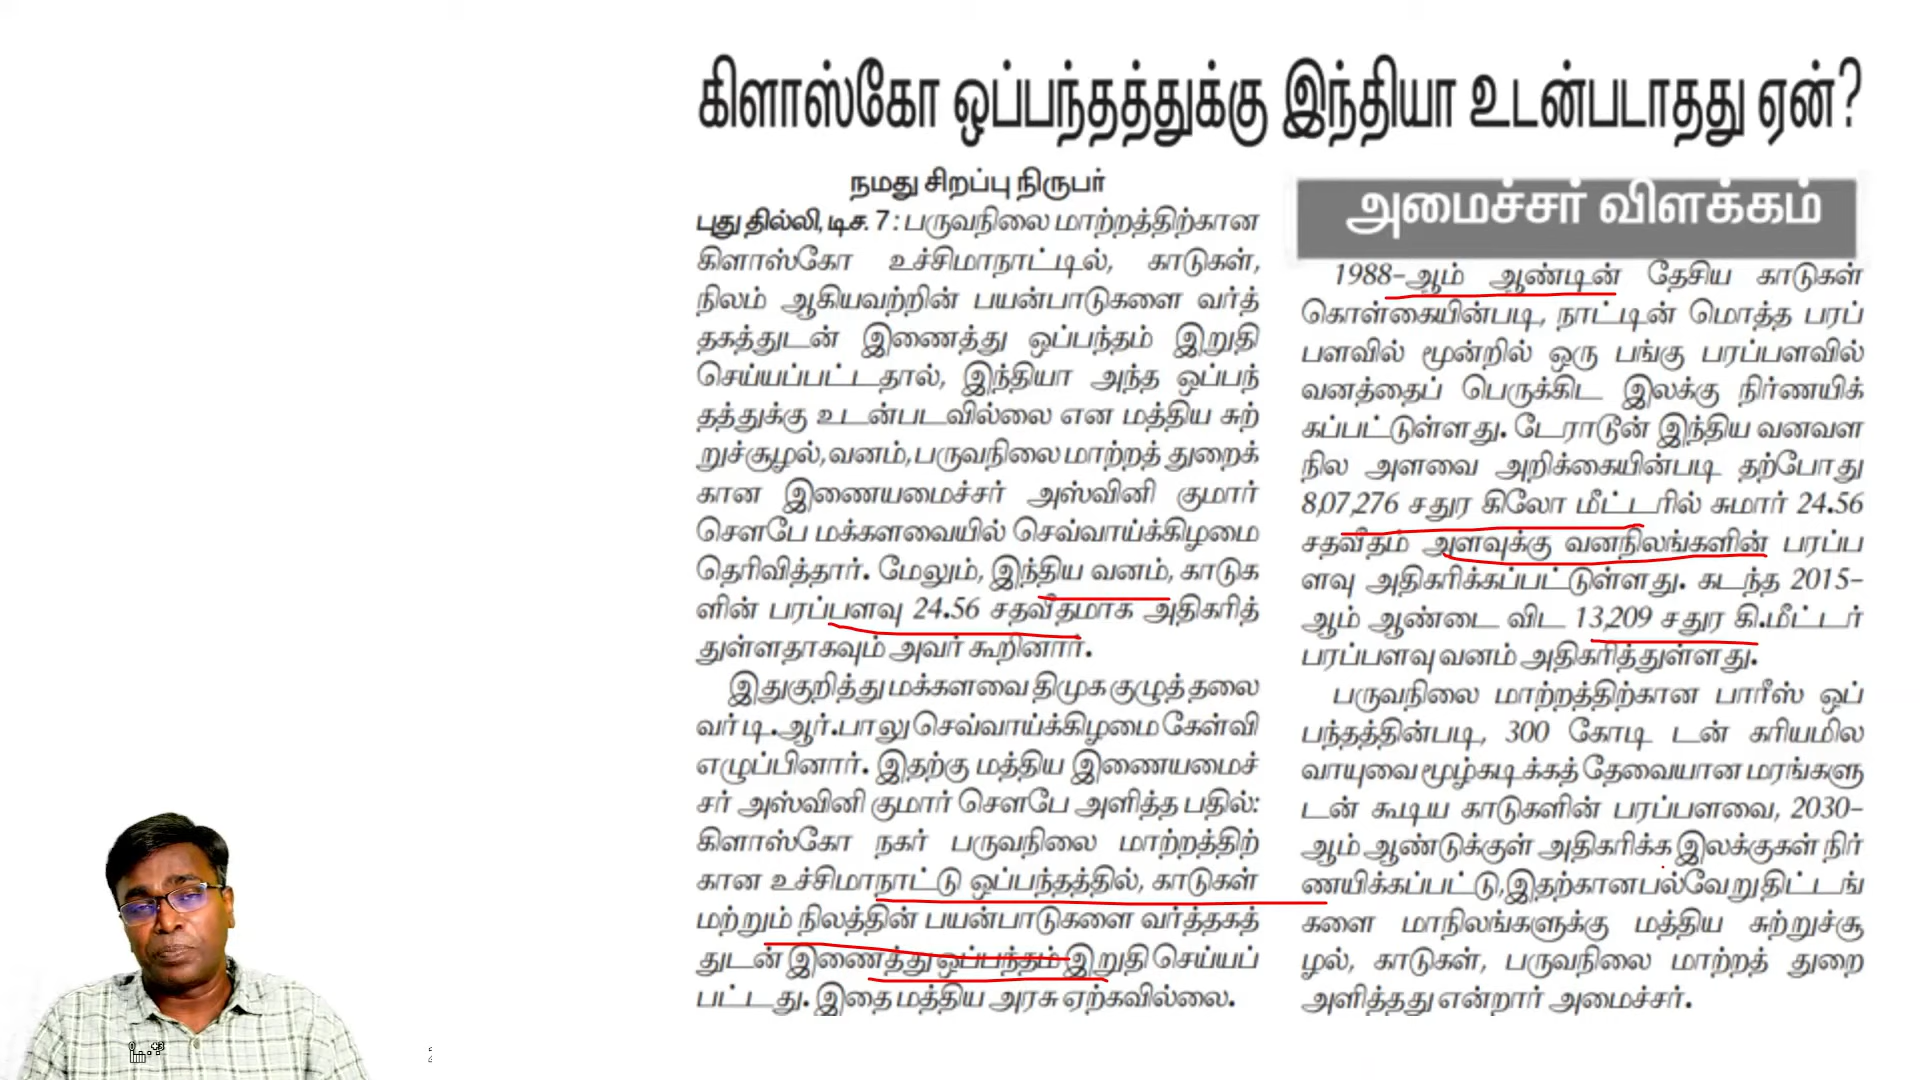 கிளாஸ்கோ ஒப்பந்தத்துக்கு இந்தியா உடன்படாதது ஏன்?
நமது சிறப்பு நிருபர்
புது தில்லி, டிச. 7: பருவநிலை மாற்றத்திற்கான
கிளாஸ்கோ உச்சிமாநாட்டில், காடுகள்,
நிலம் ஆகியவற்றின் பயன்பாடுகளை வர்த்
தகத்துடன் இணைத்து ஒப்பந்தம் இறுதி
செய்யப்பட்டதால், இந்தியா அந்த ஒப்பந்
தத்துக்கு உடன்படவில்லை என மத்திய சுற்
றுச்சூழல்,வனம்,பருவநிலை மாற்றத் துறைக்
கான இணையமைச்சர் அஸ்வினி குமார்
சௌபே மக்களவையில் செவ்வாய்க்கிழமை
தெரிவித்தார். மேலும், இந்திய வனம், காடுக
ளின் பரப்பளவு 24.56 சதவீதமாக அதிகரித்
துள்ளதாகவும் அவர் கூறினார்.
இதுகுறித்து மக்களவை திமுக குழுத் தலை
வர் டி.ஆர்.பாலு செவ்வாய்க்கிழமை கேள்வி
எழுப்பினார். இதற்கு மத்திய இணையமைச்
சர் அஸ்வினி குமார் சௌபே அளித்த பதில்:
கிளாஸ்கோ நகர் பருவநிலை மாற்றத்திற்
கான உச்சிமாநாட்டு ஒப்பந்தத்தில், காடுகள்
மற்றும் நிலத்தின் பயன்பாடுகளை வர்த்தகத்
துடன் இணைத்து ஒப்பந்தம் இறுதி செய்யப்
பட்டது. இதை மத்திய அரசு ஏற்கவில்லை.
அமைச்சர் விளக்கம்
1988-ஆம் ஆண்டின் தேசிய காடுகள்
கொள்கையின்படி, நாட்டின் மொத்த பரப்
பளவில் மூன்றில் ஒரு பங்கு பரப்பளவில்
வனத்தைப் பெருக்கிட இலக்கு நிர்ணயிக்
கப்பட்டுள்ளது. டேராடூன் இந்திய வனவள
நில அளவை அறிக்கையின்படி தற்போது
8,07,276 சதுர கிலோ மீட்டரில் சுமார் 24.56
சதவீதம் அளவுக்கு வனநிலங்களின் பரப்ப
ளவு அதிகரிக்கப்பட்டுள்ளது. கடந்த 2015-
ஆம் ஆண்டை விட 13,209 சதுர கி.மீட்டர்
பரப்பளவு வனம் அதிகரித்துள்ளது.
பருவநிலை மாற்றத்திற்கான பாரீஸ் ஒப்
பந்தத்தின்படி, 300 கோடி டன் கரியமில
வாயுவை மூழ்கடிக்கத் தேவையான மரங்களு
டன் கூடிய காடுகளின் பரப்பளவை, 2030-
ஆம் ஆண்டுக்குள் அதிகரிக்க இலக்குகள் நிர்
ணயிக்கப்பட்டு,இதற்கான பல்வேறு திட்டங்
களை மாநிலங்களுக்கு மத்திய சுற்றுச்சூ
ழல், காடுகள், பருவநிலை மாற்றத் துறை
அளித்தது என்றார் அமைச்சர்.